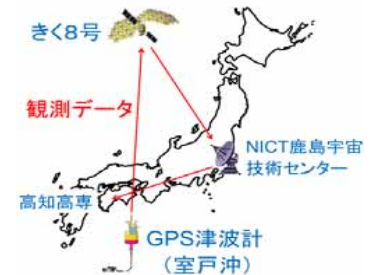 きく8号
観測データ
NICT鹿島宇宙
技術センター
高知高専
GPS津波計
(室戸沖)